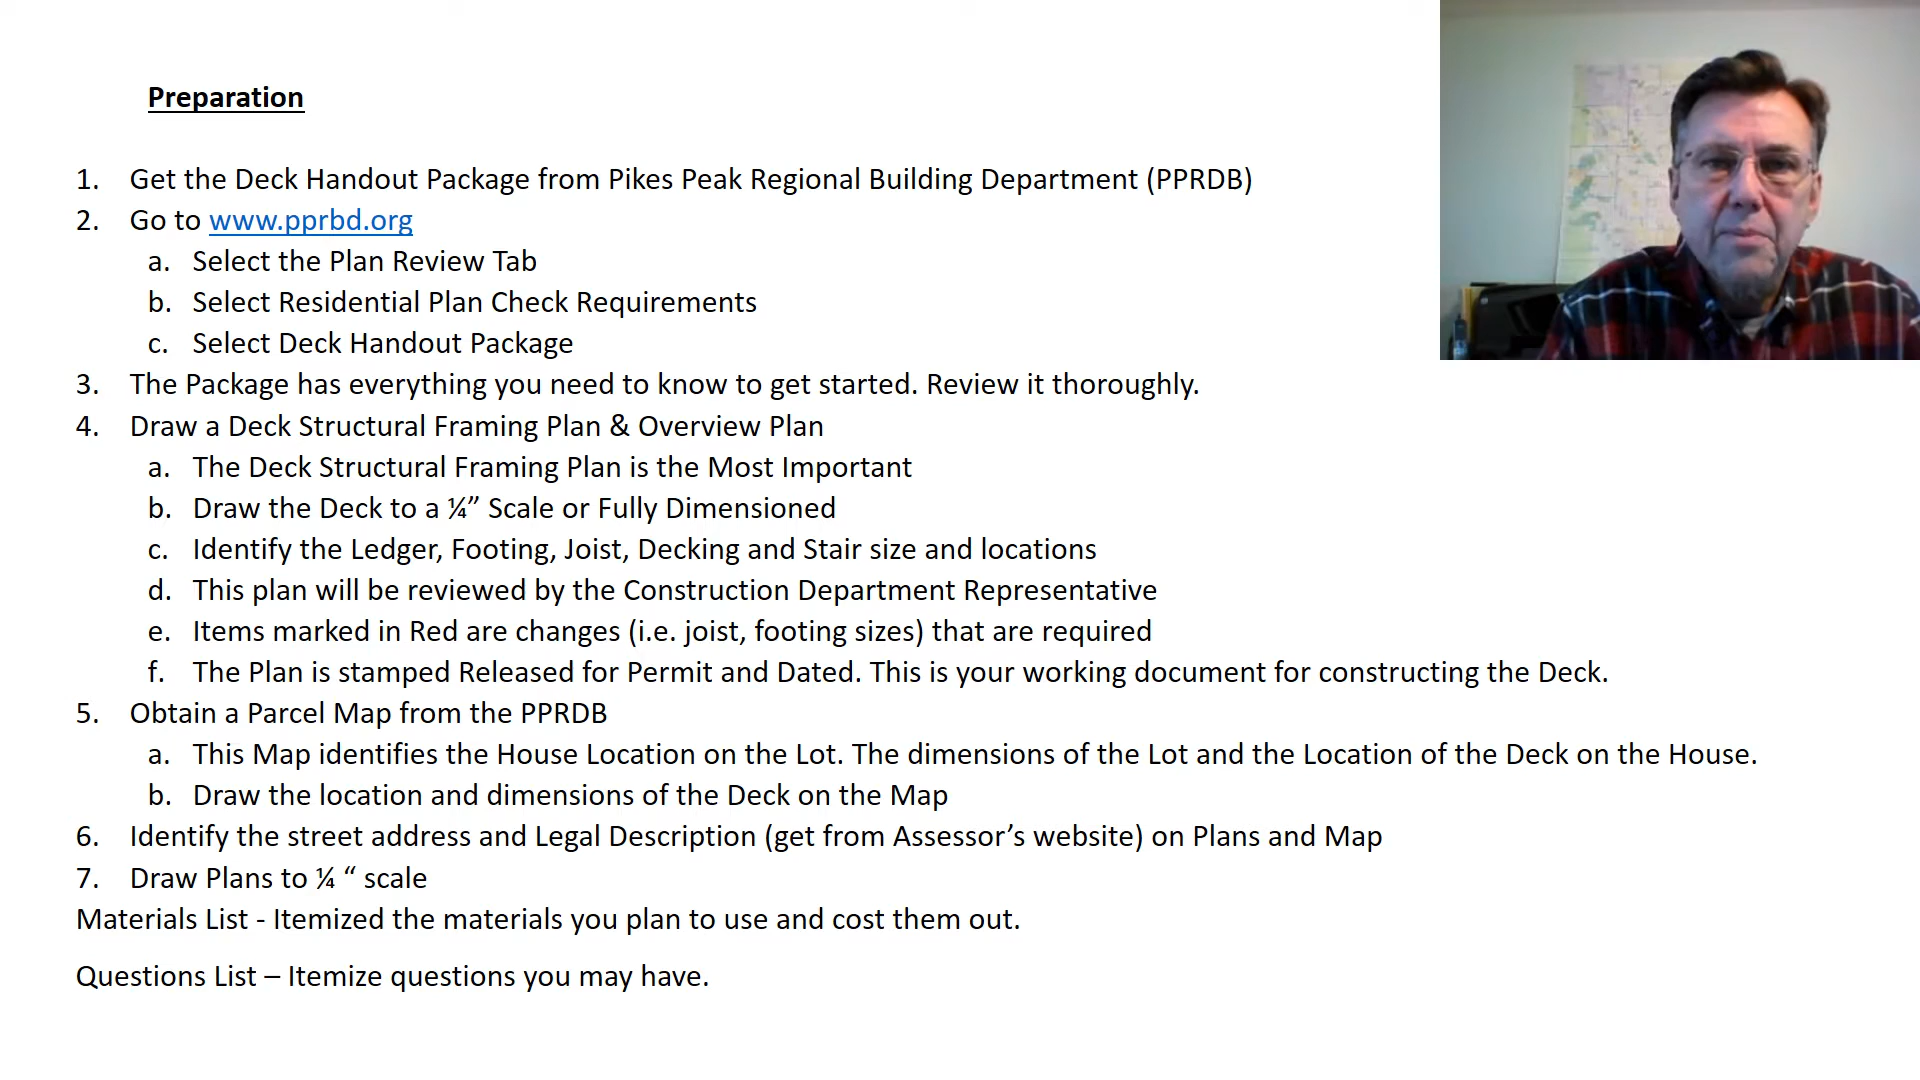 Preparation
1. Get the Deck Handout Package from Pikes Peak Regional Building Department (PPRDB)
2. Go to www.pprbd.org
a. Select the Plan Review Tab
b. Select Residential Plan Check Requirements
c. Select Deck Handout Package
3. The Package has everything you need to know to get started. Review it thoroughly.
4. Draw a Deck Structural Framing Plan & Overview Plan
a. The Deck Structural Framing Plan is the Most Important
b. Draw the Deck to a ¼” Scale or Fully Dimensioned
c. Identify the Ledger, Footing, Joist, Decking and Stair size and locations
d. This plan will be reviewed by the Construction Department Representative
e. Items marked in Red are changes (i.e. joist, footing sizes) that are required
f. The Plan is stamped Released for Permit and Dated. This is your working document for constructing the Deck.
5. Obtain a Parcel Map from the PPRDB
a. This Map identifies the House Location on the Lot. The dimensions of the Lot and the Location of the Deck on the House.
b. Draw the location and dimensions of the Deck on the Map
6. Identify the street address and Legal Description (get from Assessor’s website) on Plans and Map
7. Draw Plans to ¼ “ scale
Materials List - Itemized the materials you plan to use and cost them out.
Questions List – Itemize questions you may have.